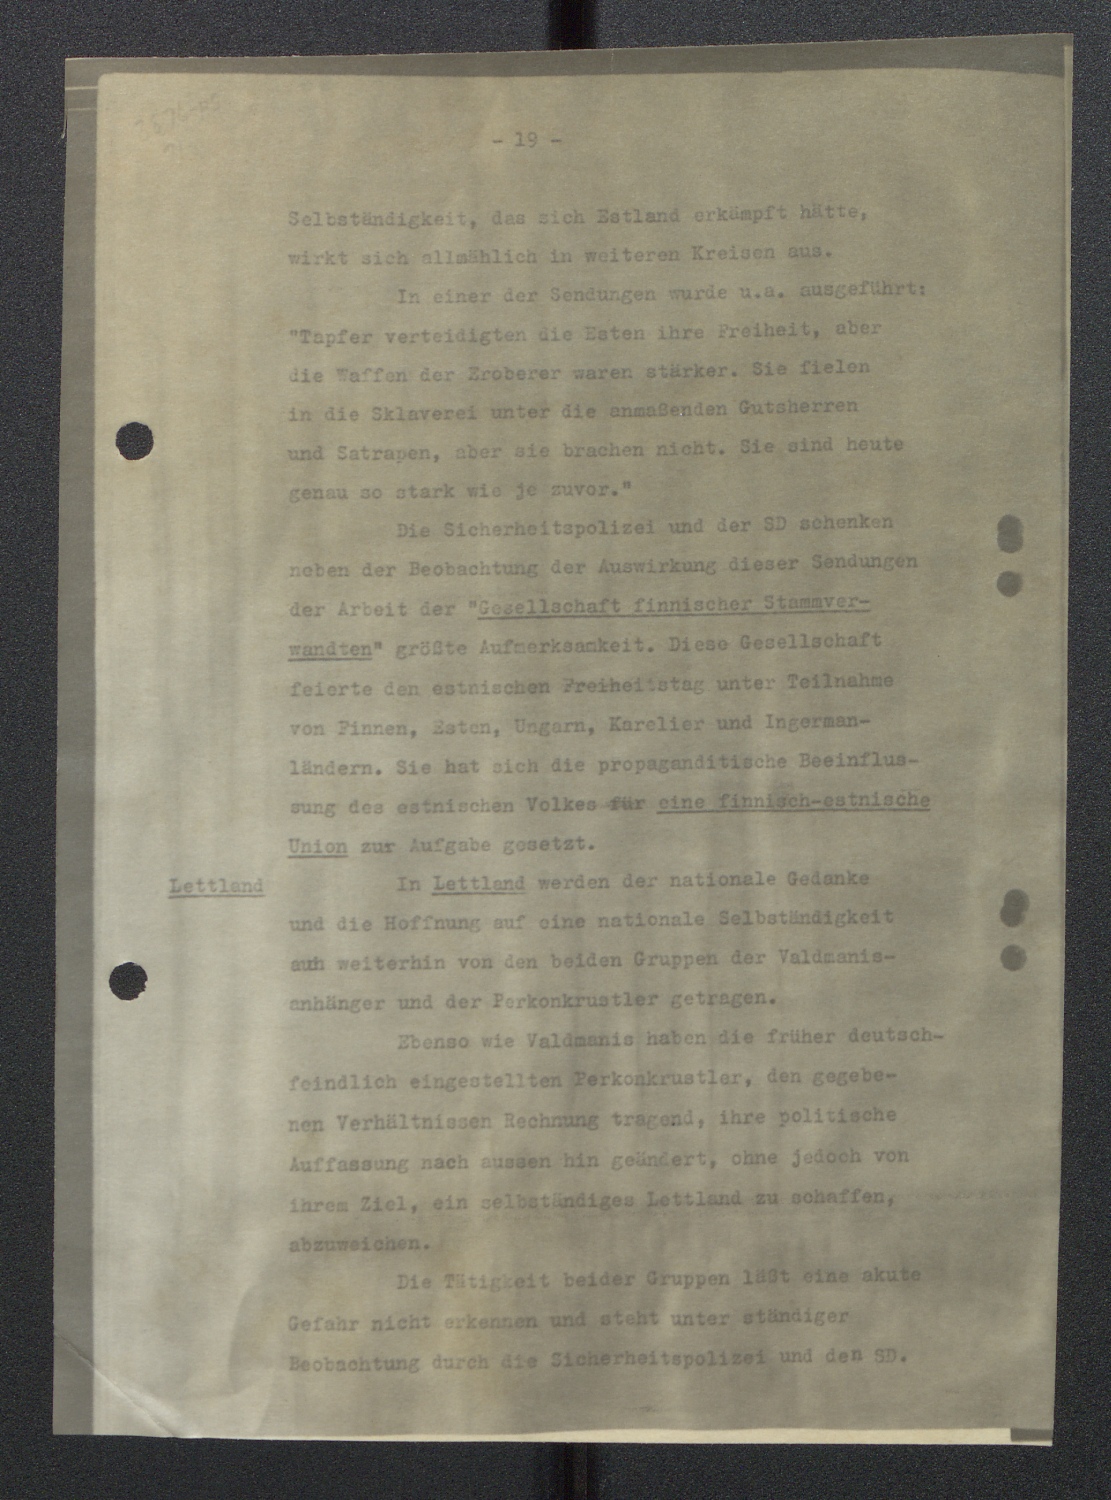 2876-PS
- 19 -
Selbständigkeit, das sich Estland erkämpft hätte,
wirkt sich allmählich in weiteren Kreisen aus.
In einer der Sendungen wurde u.a. ausgeführt:
"Tapfer verteidigten die Esten ihre Freiheit, aber
die Waffen der Eroberer waren stärker. Sie fielen
in die Sklaverei unter die anmaßenden Gutsherren
und Satrapen, aber sie brachen nicht. Sie sind heute
genau so stark wie je zuvor."
Die Sicherheitspolizei und der SD schenken
neben der Beobachtung der Auswirkung dieser Sendungen
der Arbeit der "Gesellschaft finnischer Stammver-
wandten" größte Aufmerksamkeit. Diese Gesellschaft
feierte den estnischen Freiheitstag unter Teilnahme
von Finnen, Esten, Ungarn, Karelier und Ingerman-
ländern. Sie hat sich die propaganditische Beeinflus-
sung des estnischen Volkes für eine finnisch-estnische
Union zur Aufgabe gesetzt.
Lettland In Lettland werden der nationale Gedanke
und die Hoffnung auf eine nationale Selbständigkeit
auh weiterhin von den beiden Gruppen der Valdmanis-
anhänger und der Perkonkrustler getragen.
Ebenso wie Valdmanis haben die früher deutsch-
feindlich eingestellten Perkonkrustler, den gegebe-
nen Verhältnissen Rechnung tragend, ihre politische
Auffassung nach aussen hin geändert, ohne jedoch von
ihrem Ziel, ein selbständiges Lettland zu schaffen,
abzuweichen.
Die Tätigkeit beider Gruppen läßt eine akute
Gefahr nicht erkennen und steht unter ständiger
Beobachtung durch die Sicherheitspolizei und den SD.